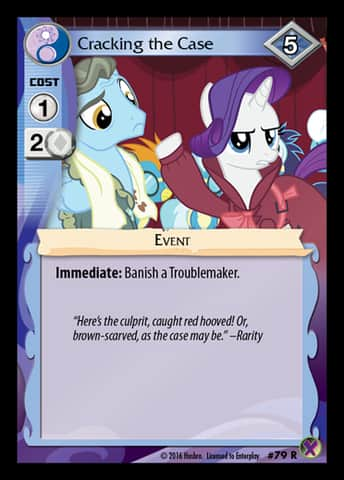 Cracking the Case
5
COST
1
2
EVENT
Immediate: Banish a Troublemaker.
"Here's the culprit, caught red hooved! Or,
brown-scarved, as the case may be." –Rarity
© 2016 Hasbro. Licensed to Enterplay. #79 R